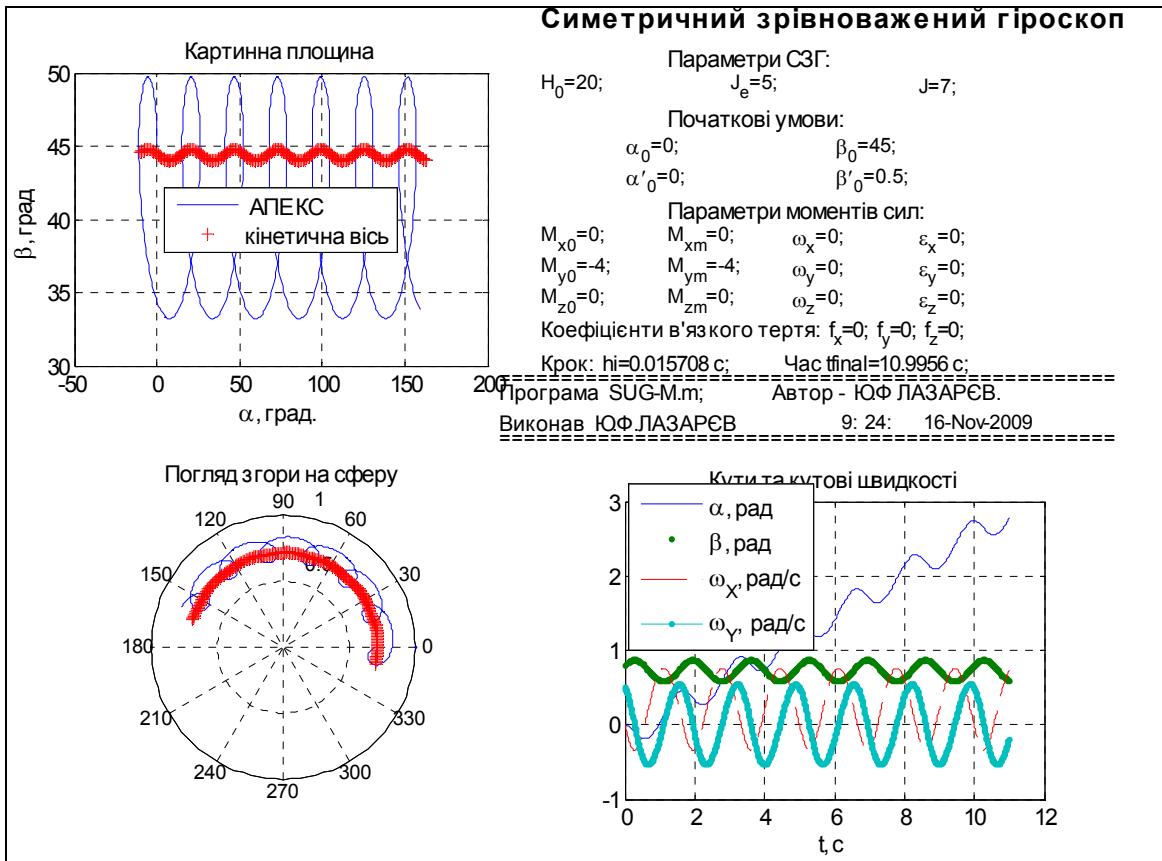 Симетричний зрівноважений гіроскоп
Картинна площина
50
45
40
35
30
β, град
АПЕКС
кінетична вісь
-50 0 50 100 150 200
α, град.
Параметри СЗГ:
H0=20; Je=5; J=7;
Початкові умови:
α0=0; β0=45;
α'0=0; β'0=0.5;
Параметри моментів сил:
Mx0=0; Mxm=0; ωx=0; εx=0;
My0=-4; Mym=-4; ωy=0; εy=0;
Mz0=0; Mzm=0; ωz=0; εz=0;
Коефіцієнти в'язкого тертя: fx=0; fy=0; fz=0;
Крок: hi=0.015708 с; Час tfinal=10.9956 с;
===========================================
Програма SUG-M.m; Автор - Ю.Ф ЛАЗАРЄВ.
Виконав Ю.Ф.ЛАЗАРЄВ 9: 24: 16-Nov-2009
===========================================
Погляд згори на сферу
90 1
120 60
150 30
180 0
210 330
240 300
270
Кути та кутові швидкості
3
2
1
0
-1
α, рад
β, рад
ωX, рад/с
ωY, рад/с
0 2 4 6 8 10 12
t, с